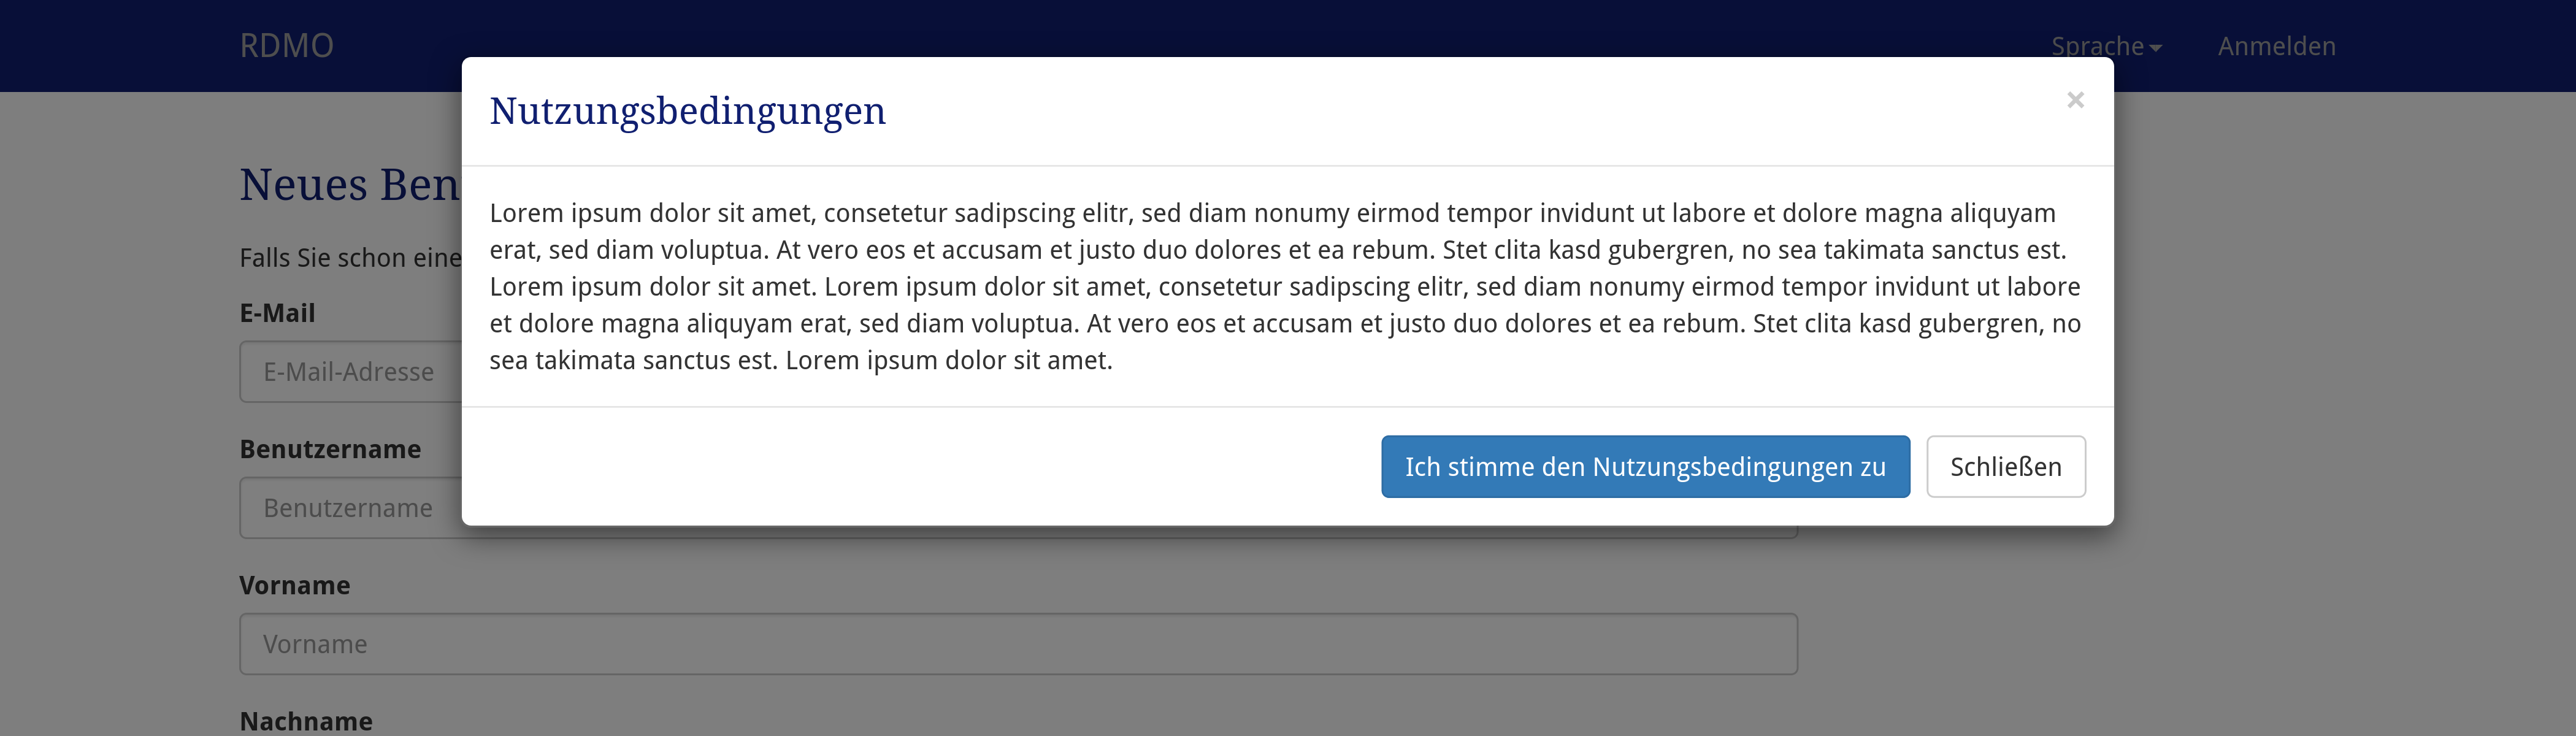 RDMO
Sprache
Anmelden
Nutzungsbedingungen
×
Lorem ipsum dolor sit amet, consetetur sadipscing elitr, sed diam nonumy eirmod tempor invidunt ut labore et dolore magna aliquyam
erat, sed diam voluptua. At vero eos et accusam et justo duo dolores et ea rebum. Stet clita kasd gubergren, no sea takimata sanctus est.
Lorem ipsum dolor sit amet. Lorem ipsum dolor sit amet, consetetur sadipscing elitr, sed diam nonumy eirmod tempor invidunt ut labore
et dolore magna aliquyam erat, sed diam voluptua. At vero eos et accusam et justo duo dolores et ea rebum. Stet clita kasd gubergren, no
sea takimata sanctus est. Lorem ipsum dolor sit amet.
Ich stimme den Nutzungsbedingungen zu
Schließen
Neues Ben
Falls Sie schon eine
E-Mail
E-Mail-Adresse
Benutzername
Benutzername
Vorname
Vorname
Nachname